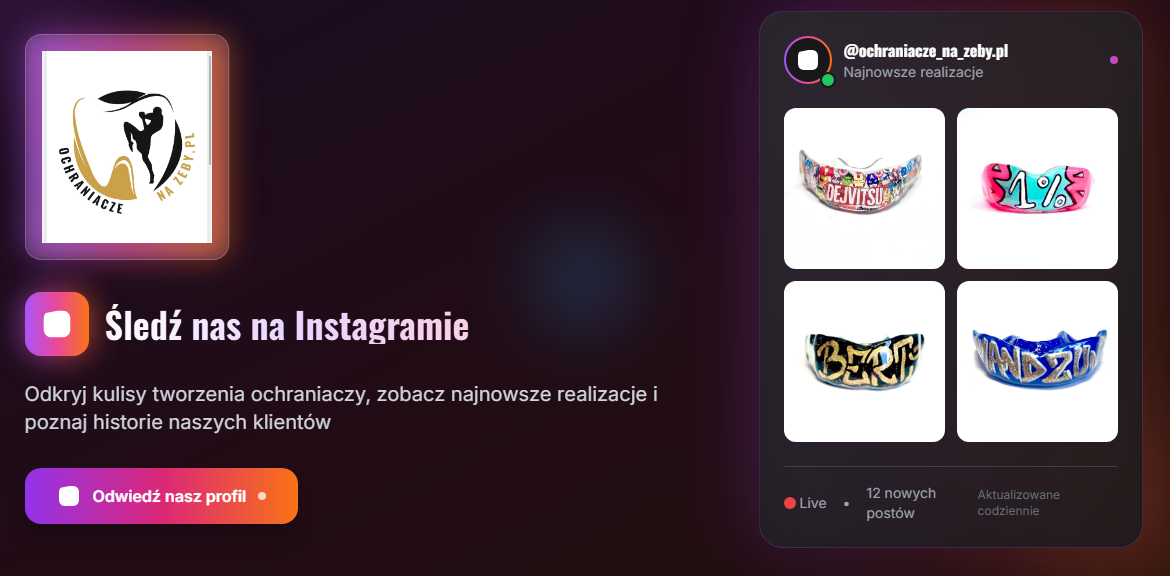 OCHRANIACZE
NA ZEBY.PL
Śledź nas na Instagramie
Odkryj kulisy tworzenia ochraniaczy, zobacz najnowsze realizacje i
poznaj historie naszych klientów
Odwiedź nasz profil
@ochraniacze_na_zeby.pl
Najnowsze realizacje
DEJVITSU
1%
BERT
WANDZU
Live
12 nowych
postów
Aktualizowane
codziennie